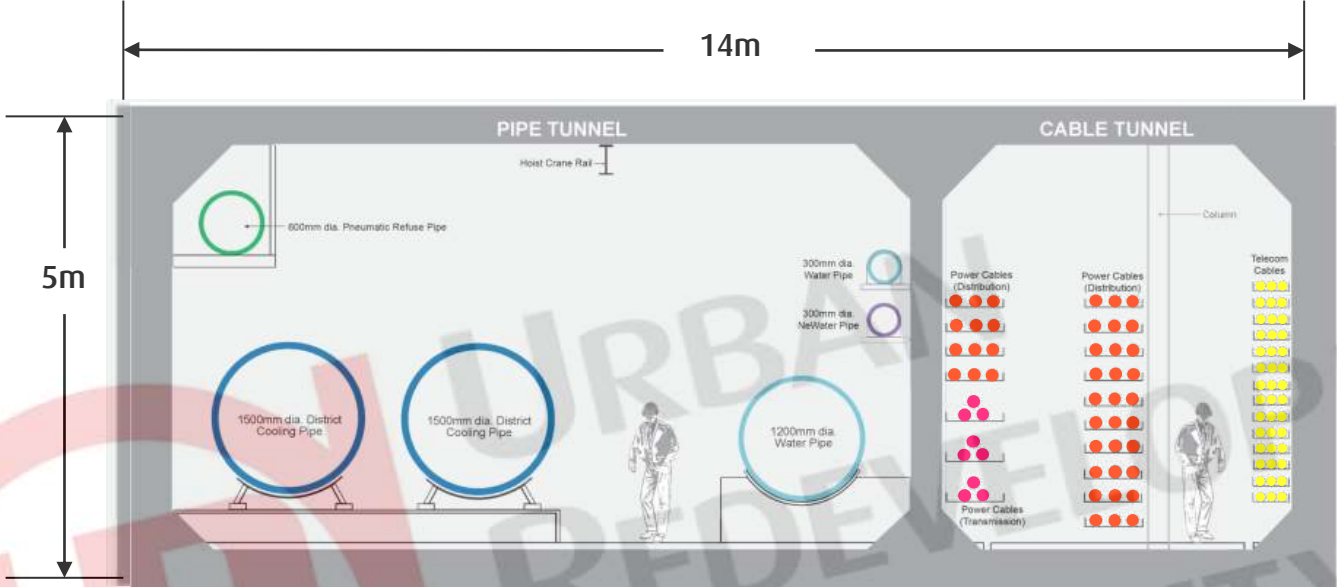 14m
5m
PIPE TUNNEL
CABLE TUNNEL
Hoist Crane Rail
600mm dia. Pneumatic Refuse Pipe
Column
300mm dia.
Water Pipe
300mm dia.
NeWater Pipe
Power Cables
(Distribution)
Power Cables
(Distribution)
Telecom
Cables
1500mm dia. District
Cooling Pipe
1500mm dia. District
Cooling Pipe
1200mm dia.
Water Pipe
Power Cables
(Transmission)
URBAN
REDEVELOP